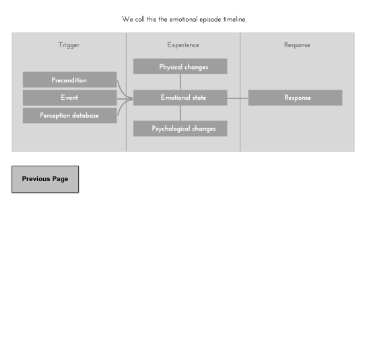 We call this the emotional episode timeline.
Trigger
Experience
Response
Physical changes
Precondition
Event
Emotional state
Response
Perception database
Psychological changes
Previous Page